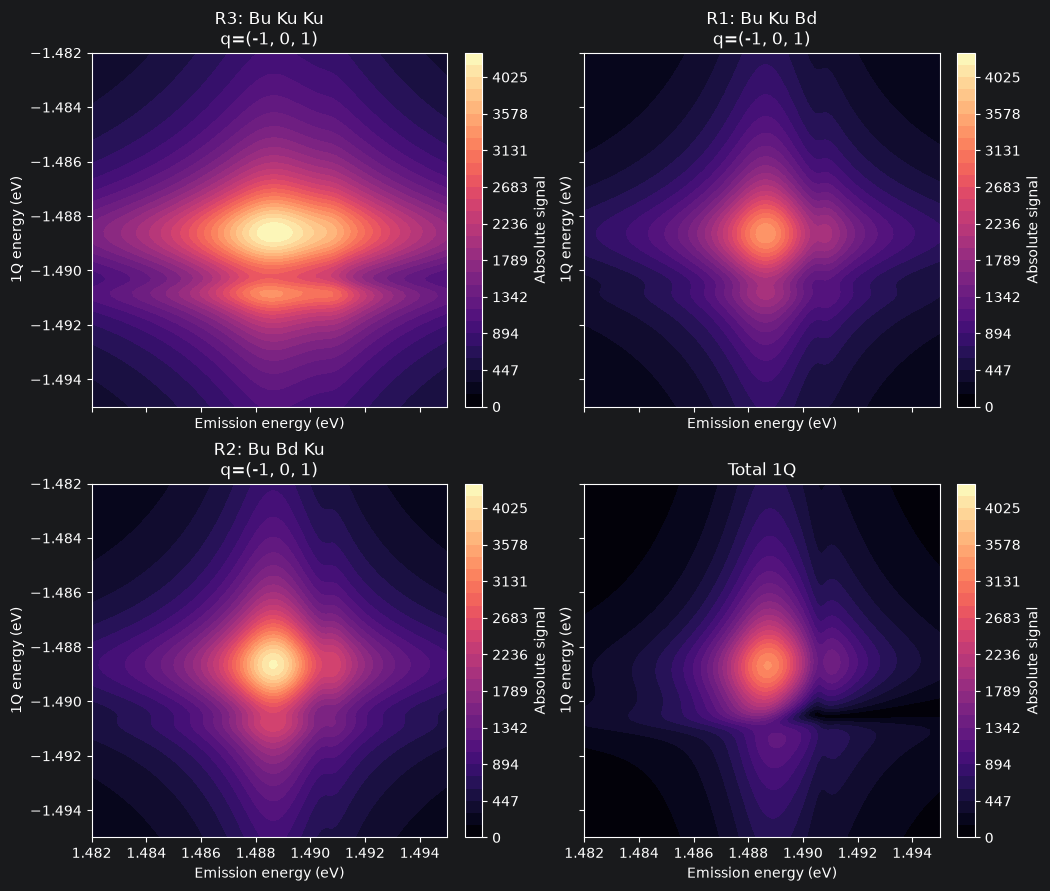 R3: Bu Ku Ku
q=(-1, 0, 1)
−1.482
−1.484
−1.486
−1.488
−1.490
−1.492
−1.494
1Q energy (eV)
Emission energy (eV)
4025
3578
3131
2683
2236
1789
1342
894
447
0
Absolute signal
R1: Bu Ku Bd
q=(-1, 0, 1)
1Q energy (eV)
Emission energy (eV)
4025
3578
3131
2683
2236
1789
1342
894
447
0
Absolute signal
R2: Bu Bd Ku
q=(-1, 0, 1)
−1.482
−1.484
−1.486
−1.488
−1.490
−1.492
−1.494
1Q energy (eV)
1.482 1.484 1.486 1.488 1.490 1.492 1.494
Emission energy (eV)
4025
3578
3131
2683
2236
1789
1342
894
447
0
Absolute signal
Total 1Q
1Q energy (eV)
1.482 1.484 1.486 1.488 1.490 1.492 1.494
Emission energy (eV)
4025
3578
3131
2683
2236
1789
1342
894
447
0
Absolute signal